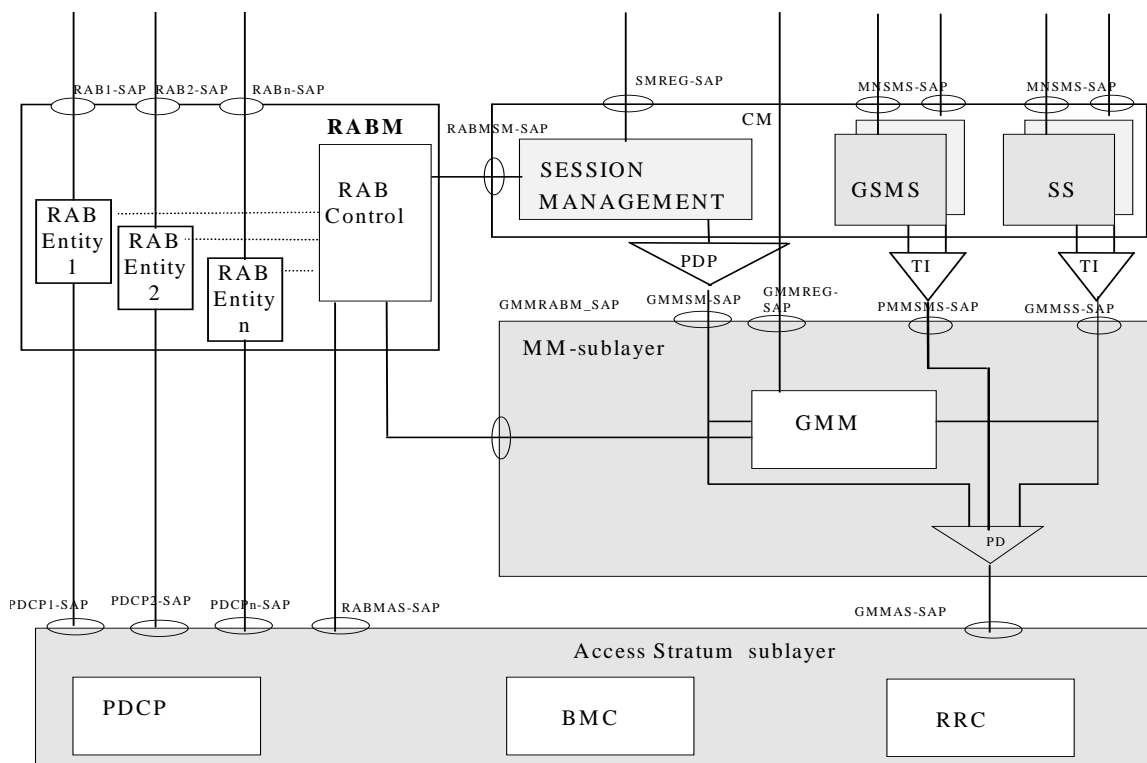 RAB1-SAP
RAB2-SAP
RABn-SAP
SMREG-SAP
MNSMS-SAP
MNSMS-SAP
RABM
RABMSM-SAP
CM
RAB
Control
SESSION
MANAGEMENT
GSMS
SS
RAB
Entity
1
RAB
Entity
2
RAB
Entity
n
PDP
TI
TI
GMMRABM_SAP
GMMSM-SAP
GMMREG-
SAP
PMMSMS-SAP
GMMSS-SAP
MM-sublayer
GMM
PD
PDCP1-SAP
PDCP2-SAP
PDCPn-SAP
RABMAS-SAP
GMMAS-SAP
Access Stratum sublayer
PDCP
BMC
RRC